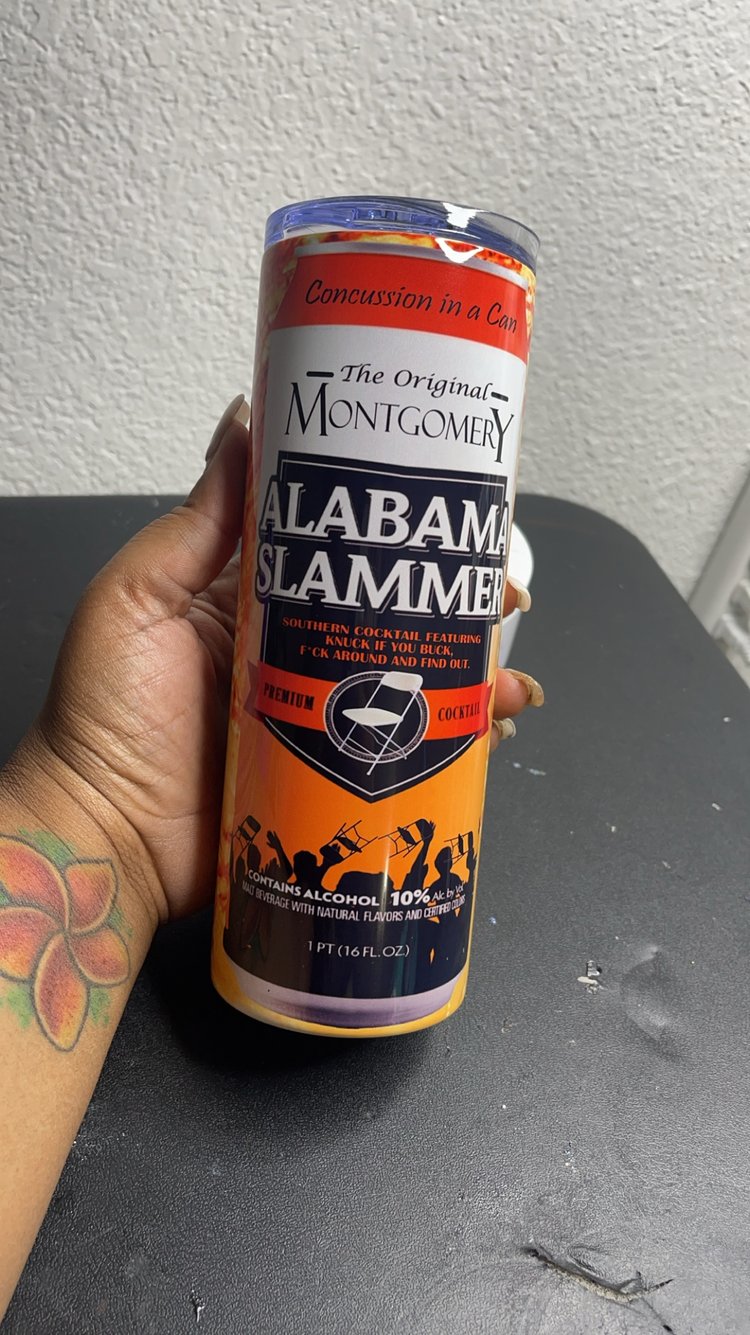 Concussion in a Can
The Original
MONTGOMERY
ALABAMA
SLAMMER
SOUTHERN COCKTAIL FEATURING
KNUCK IF YOU BUCK,
F*CK AROUND AND FIND OUT.
PREMIUM
COCKTAIL
CONTAINS ALCOHOL 10% Alc by Vol
MALT BEVERAGE WITH NATURAL FLAVORS AND CERTIFIED COLORS
1 PT (16 FL. OZ.)